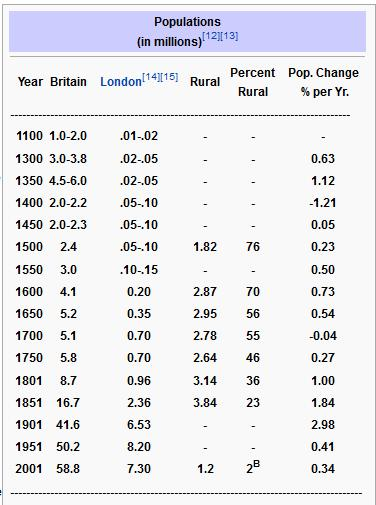 Populations
(in millions)[12][13]
Year Britain London[14][15] Rural Percent Rural Pop. Change % per Yr.
1100 1.0-2.0 .01-.02 - - -
1300 3.0-3.8 .02-.05 - - 0.63
1350 4.5-6.0 .02-.05 - - 1.12
1400 2.0-2.2 .05-.10 - - -1.21
1450 2.0-2.3 .05-.10 - - 0.05
1500 2.4 .05-.10 1.82 76 0.23
1550 3.0 .10-.15 - - 0.50
1600 4.1 0.20 2.87 70 0.73
1650 5.2 0.35 2.95 56 0.54
1700 5.1 0.70 2.78 55 -0.04
1750 5.8 0.70 2.64 46 0.27
1801 8.7 0.96 3.14 36 1.00
1851 16.7 2.36 3.84 23 1.84
1901 41.6 6.53 - - 2.98
1951 50.2 8.20 - - 0.41
2001 58.8 7.30 1.2 2B 0.34